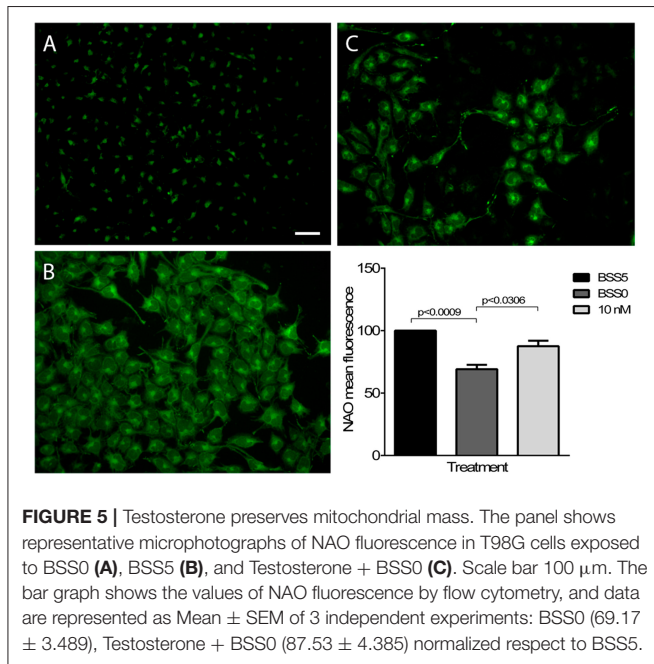 A
C
B
150
100
50
0
NAO mean fluorescence
p<0.0009
p<0.0306
BSS5
BSS0
10 nM
Treatment
FIGURE 5 | Testosterone preserves mitochondrial mass. The panel shows
representative microphotographs of NAO fluorescence in T98G cells exposed
to BSS0 (A), BSS5 (B), and Testosterone + BSS0 (C). Scale bar 100 μm. The
bar graph shows the values of NAO fluorescence by flow cytometry, and data
are represented as Mean ± SEM of 3 independent experiments: BSS0 (69.17
± 3.489), Testosterone + BSS0 (87.53 ± 4.385) normalized respect to BSS5.